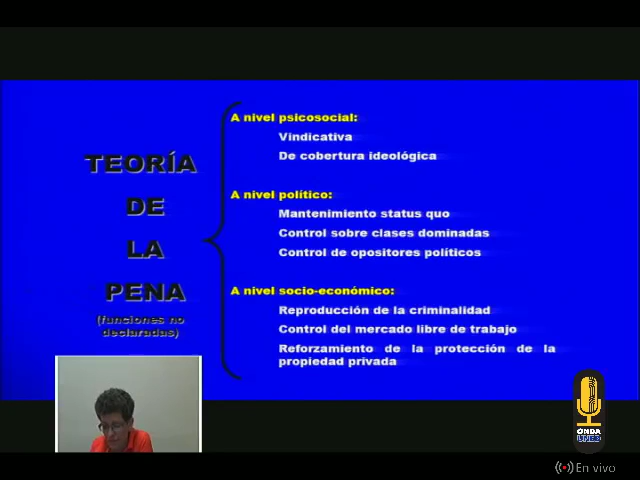 A nivel psicosocial:
Vindicativa
De cobertura ideológica
TEORÍA
DE
LA
PENA
(funciones no
declaradas)
A nivel político:
Mantenimiento status quo
Control sobre clases dominadas
Control de opositores políticos
A nivel socio-económico:
Reproducción de la criminalidad
Control del mercado libre de trabajo
Reforzamiento de la protección de la
propiedad privada
ONDA
UNED
En vivo